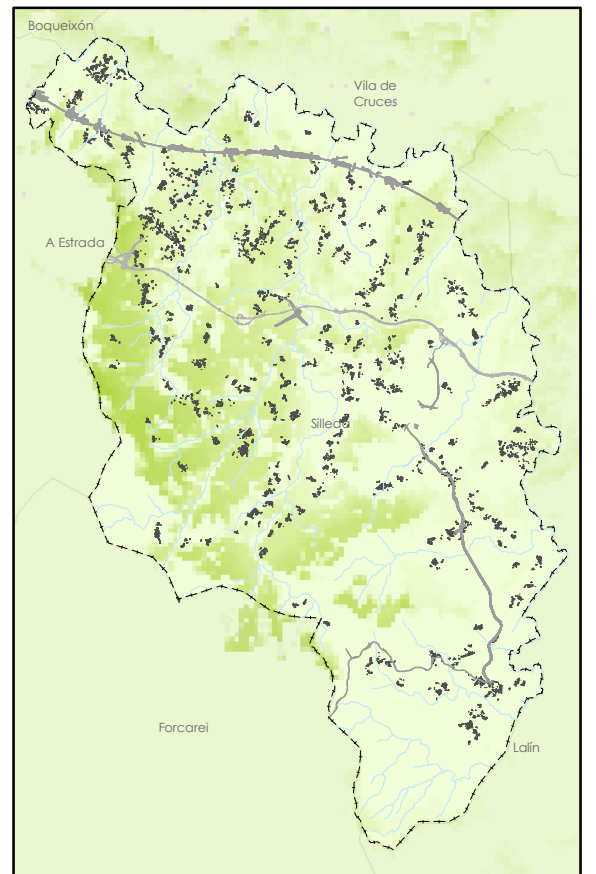 Boqueixón
Vila de
Cruces
A Estrada
Silleda
Forcarei
Lalín